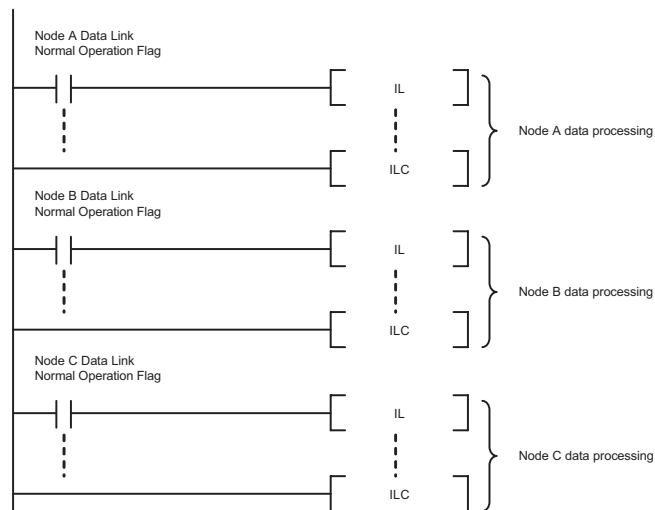 Node A Data Link
Normal Operation Flag
IL
Node A data processing
ILC
Node B Data Link
Normal Operation Flag
IL
Node B data processing
ILC
Node C Data Link
Normal Operation Flag
IL
Node C data processing
ILC